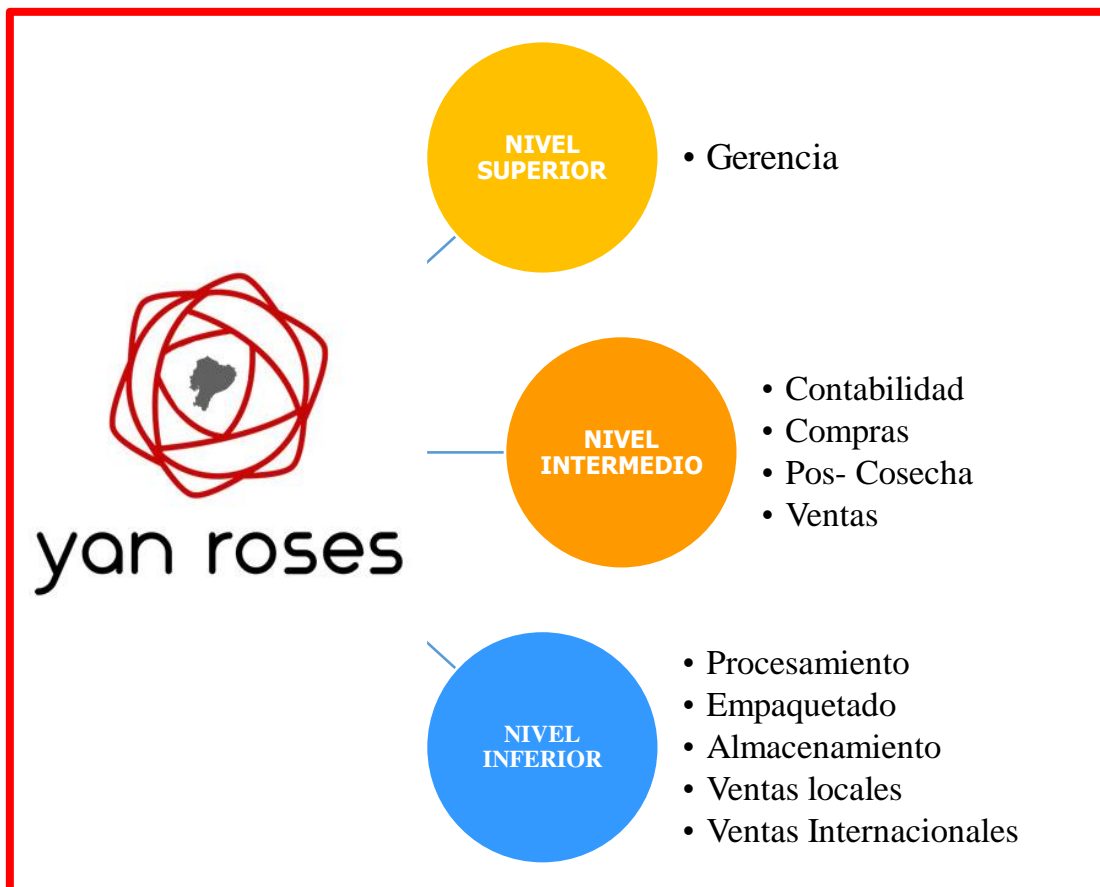 NIVEL
SUPERIOR
• Gerencia
yan roses
NIVEL
INTERMEDIO
• Contabilidad
• Compras
• Pos- Cosecha
• Ventas
NIVEL
INFERIOR
• Procesamiento
• Empaquetado
• Almacenamiento
• Ventas locales
• Ventas Internacionales